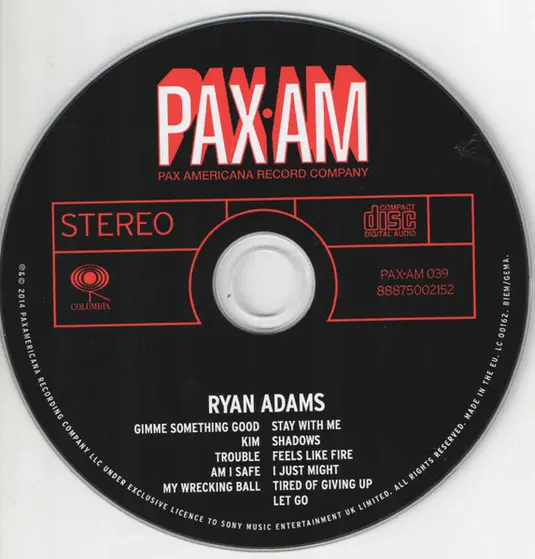 PAX·AM
PAX AMERICANA RECORD COMPANY
STEREO
COMPACT
disc
DIGITAL AUDIO
COLUMBIA
PAX•AM 039
88875002152
RYAN ADAMS
GIMME SOMETHING GOOD
KIM
TROUBLE
AM I SAFE
MY WRECKING BALL
STAY WITH ME
SHADOWS
FEELS LIKE FIRE
I JUST MIGHT
TIRED OF GIVING UP
LET GO
℗© 2014 PAXAMERICANA RECORDING COMPANY LLC UNDER EXCLUSIVE LICENCE TO SONY MUSIC ENTERTAINMENT UK LIMITED. ALL RIGHTS RESERVED. MADE IN THE EU. LC 00162. BIEM/GEMA.